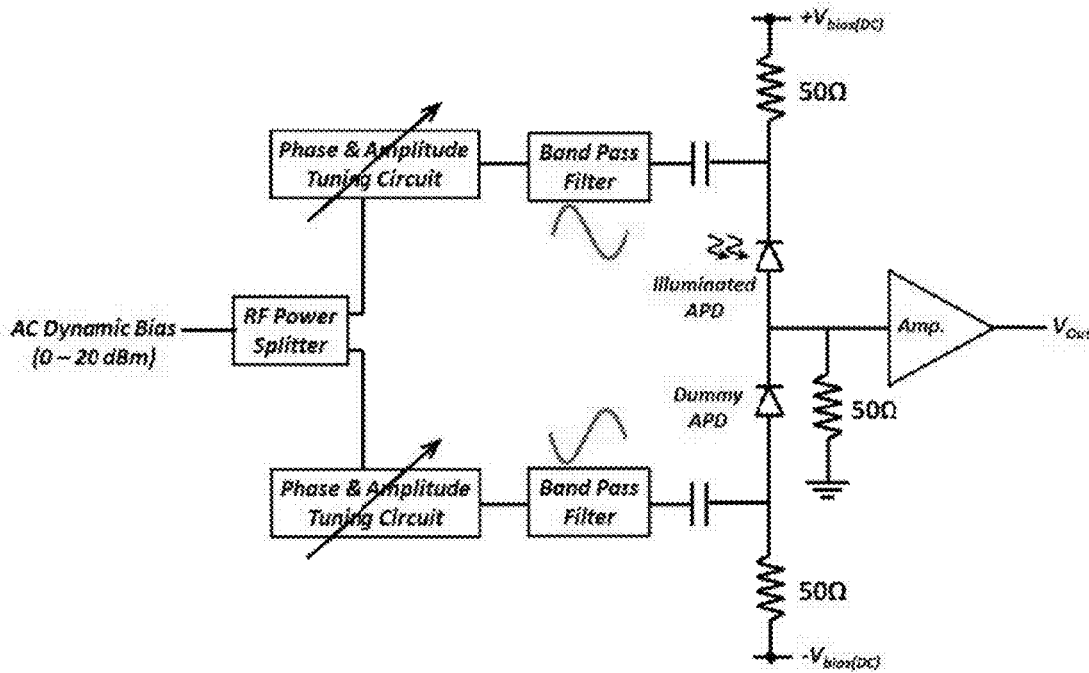 +V_bias(DC)
50Ω
Phase & Amplitude
Tuning Circuit
Band Pass
Filter
Illuminated
APD
AC Dynamic Bias
(0 – 20 dBm)
RF Power
Splitter
Amp.
V_Out
Dummy
APD
50Ω
Phase & Amplitude
Tuning Circuit
Band Pass
Filter
50Ω
-V_bias(DC)